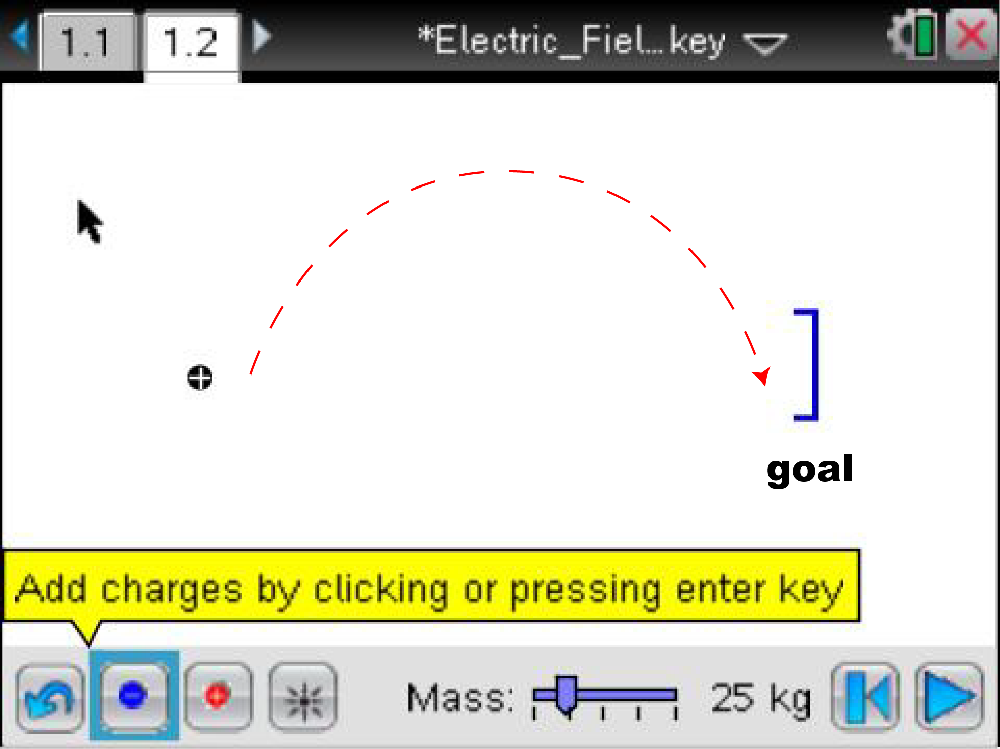 1.1 1.2 *Electric_Fiel... key
goal
Add charges by clicking or pressing enter key
Mass: 25 kg